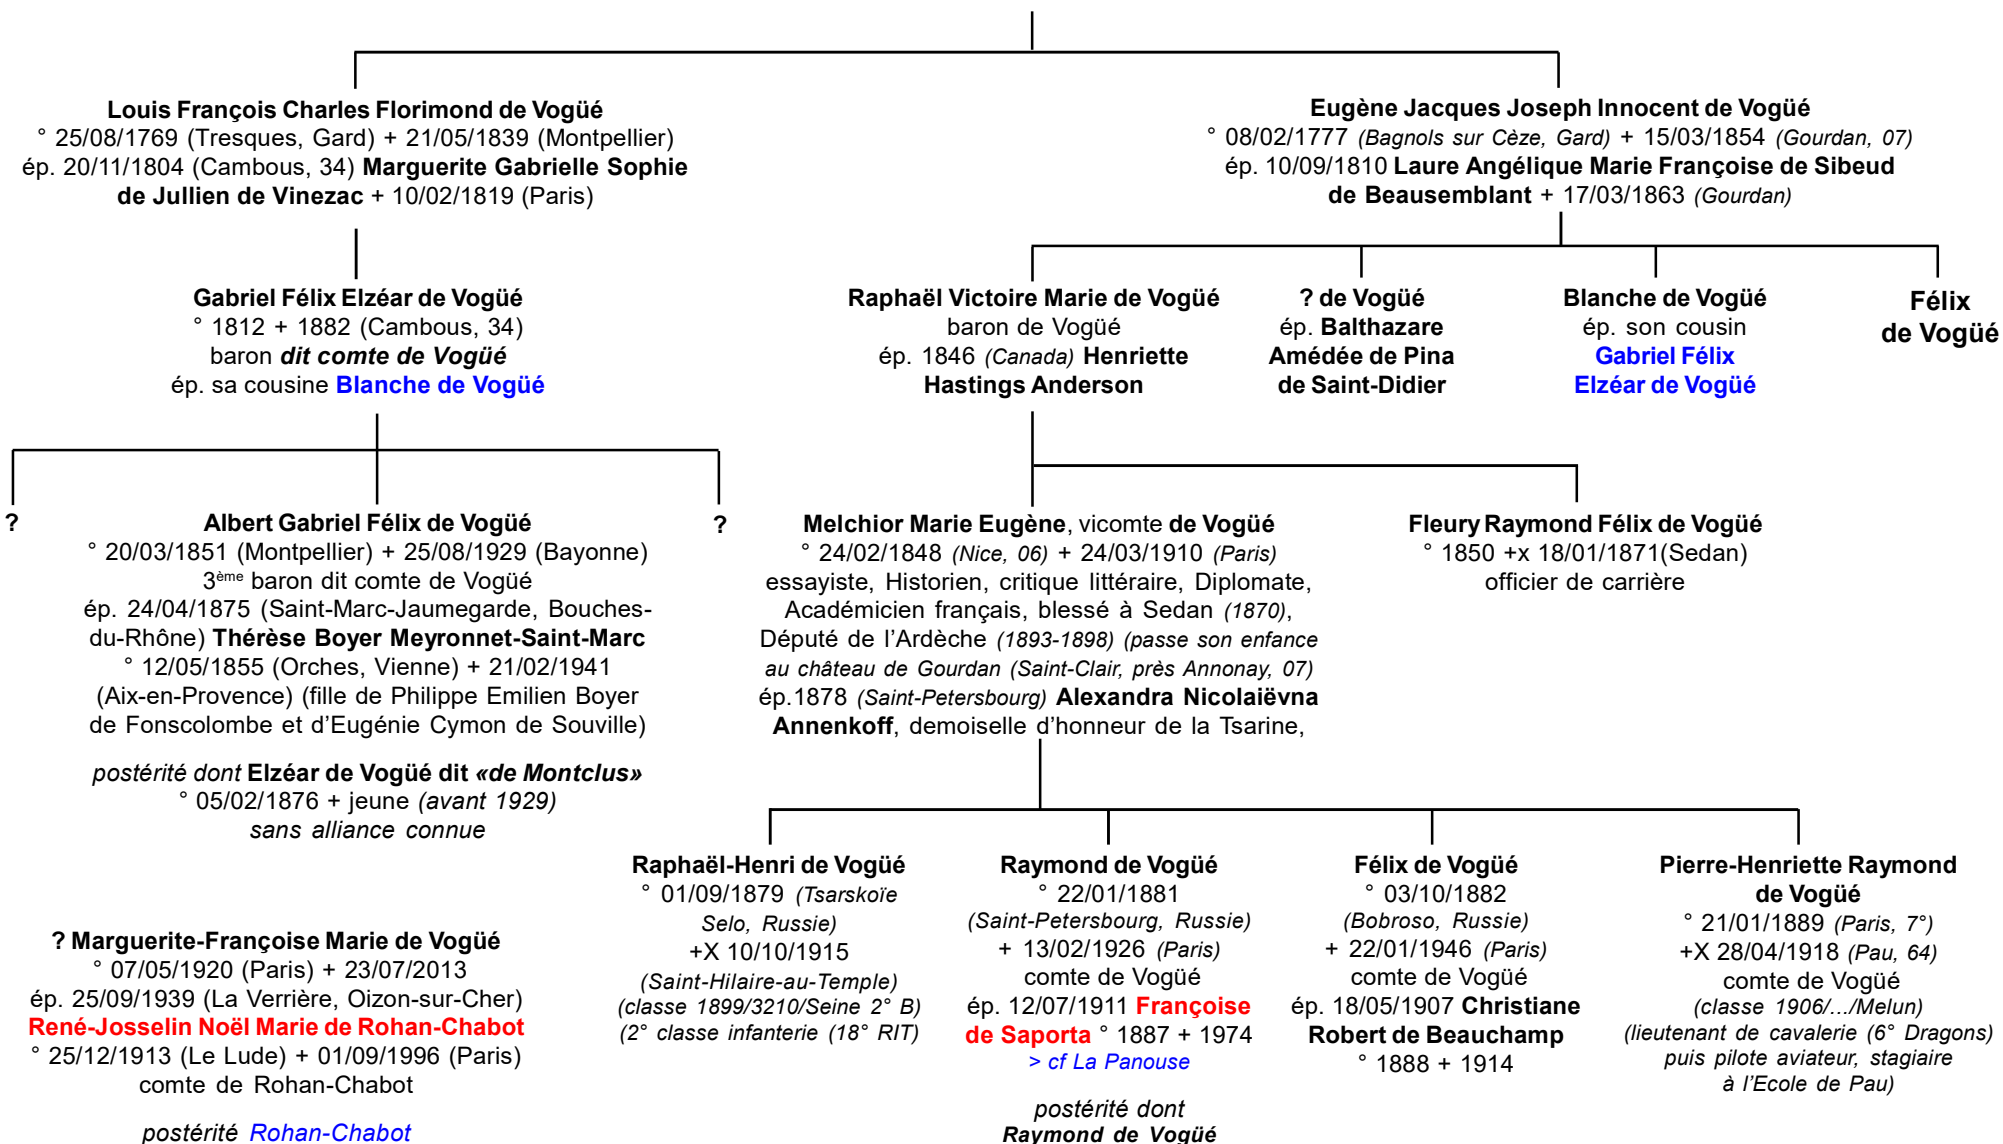 Louis François Charles Florimond de Vogüé
° 25/08/1769 (Tresques, Gard) + 21/05/1839 (Montpellier)
ép. 20/11/1804 (Cambous, 34) Marguerite Gabrielle Sophie
de Jullien de Vinezac + 10/02/1819 (Paris)
Eugène Jacques Joseph Innocent de Vogüé
° 08/02/1777 (Bagnols sur Cèze, Gard) + 15/03/1854 (Gourdan, 07)
ép. 10/09/1810 Laure Angélique Marie Françoise de Sibeud
de Beausemblant + 17/03/1863 (Gourdan)
Gabriel Félix Elzéar de Vogüé
° 1812 + 1882 (Cambous, 34)
baron dit comte de Vogüé
ép. sa cousine Blanche de Vogüé
Raphaël Victoire Marie de Vogüé
baron de Vogüé
ép. 1846 (Canada) Henriette
Hastings Anderson
? de Vogüé
ép. Balthazare
Amédée de Pina
de Saint-Didier
Blanche de Vogüé
ép. son cousin
Gabriel Félix
Elzéar de Vogüé
Félix
de Vogüé
?
Albert Gabriel Félix de Vogüé
° 20/03/1851 (Montpellier) + 25/08/1929 (Bayonne)
3ème baron dit comte de Vogüé
ép. 24/04/1875 (Saint-Marc-Jaumegarde, Bouches-
du-Rhône) Thérèse Boyer Meyronnet-Saint-Marc
° 12/05/1855 (Orches, Vienne) + 21/02/1941
(Aix-en-Provence) (fille de Philippe Emilien Boyer
de Fonscolombe et d'Eugénie Cymon de Souville)
postérité dont Elzéar de Vogüé dit «de Montclus»
° 05/02/1876 + jeune (avant 1929)
sans alliance connue
?
Melchior Marie Eugène, vicomte de Vogüé
° 24/02/1848 (Nice, 06) + 24/03/1910 (Paris)
essayiste, Historien, critique littéraire, Diplomate,
Académicien français, blessé à Sedan (1870),
Député de l'Ardèche (1893-1898) (passe son enfance
au château de Gourdan (Saint-Clair, près Annonay, 07)
ép.1878 (Saint-Petersbourg) Alexandra Nicolaiëvna
Annenkoff, demoiselle d'honneur de la Tsarine,
Fleury Raymond Félix de Vogüé
° 1850 +x 18/01/1871(Sedan)
officier de carrière
? Marguerite-Françoise Marie de Vogüé
° 07/05/1920 (Paris) + 23/07/2013
ép. 25/09/1939 (La Verrière, Oizon-sur-Cher)
René-Josselin Noël Marie de Rohan-Chabot
° 25/12/1913 (Le Lude) + 01/09/1996 (Paris)
comte de Rohan-Chabot
postérité Rohan-Chabot
Raphaël-Henri de Vogüé
° 01/09/1879 (Tsarskoïe
Selo, Russie)
+X 10/10/1915
(Saint-Hilaire-au-Temple)
(classe 1899/3210/Seine 2° B)
(2° classe infanterie (18° RIT)
Raymond de Vogüé
° 22/01/1881
(Saint-Petersbourg, Russie)
+ 13/02/1926 (Paris)
comte de Vogüé
ép. 12/07/1911 Françoise
de Saporta ° 1887 + 1974
> cf La Panouse
postérité dont
Raymond de Vogüé
Félix de Vogüé
° 03/10/1882
(Bobroso, Russie)
+ 22/01/1946 (Paris)
comte de Vogüé
ép. 18/05/1907 Christiane
Robert de Beauchamp
° 1888 + 1914
Pierre-Henriette Raymond
de Vogüé
° 21/01/1889 (Paris, 7°)
+X 28/04/1918 (Pau, 64)
comte de Vogüé
(classe 1906/.../Melun)
(lieutenant de cavalerie (6° Dragons)
puis pilote aviateur, stagiaire
à l'Ecole de Pau)